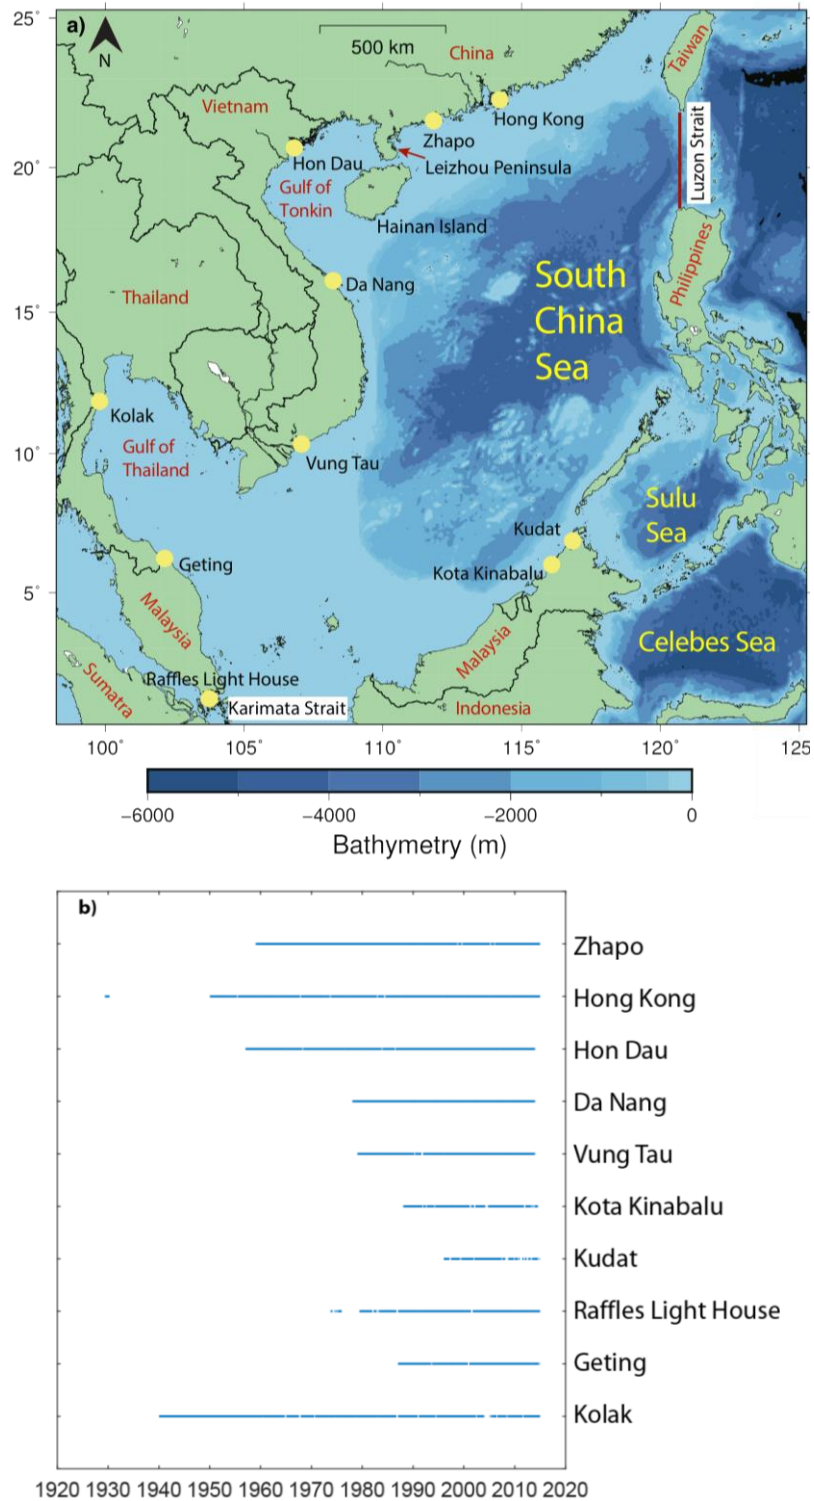 a)
N
500 km
China
Taiwan
Vietnam
Hong Kong
Zhapo
Hon Dau
Leizhou Peninsula
Luzon Strait
Gulf of
Tonkin
Hainan Island
Philippines
South
China
Sea
Da Nang
Thailand
Kolak
Gulf of
Thailand
Vung Tau
Sulu
Sea
Kudat
Kota Kinabalu
Geting
Malaysia
Malaysia
Celebes Sea
Sumatra
Raffles Light House
Karimata Strait
Indonesia
25°
20°
15°
10°
5°
100° 105° 110° 115° 120° 125
−6000 −4000 −2000 0
Bathymetry (m)
b)
Zhapo
Hong Kong
Hon Dau
Da Nang
Vung Tau
Kota Kinabalu
Kudat
Raffles Light House
Geting
Kolak
1920 1930 1940 1950 1960 1970 1980 1990 2000 2010 2020